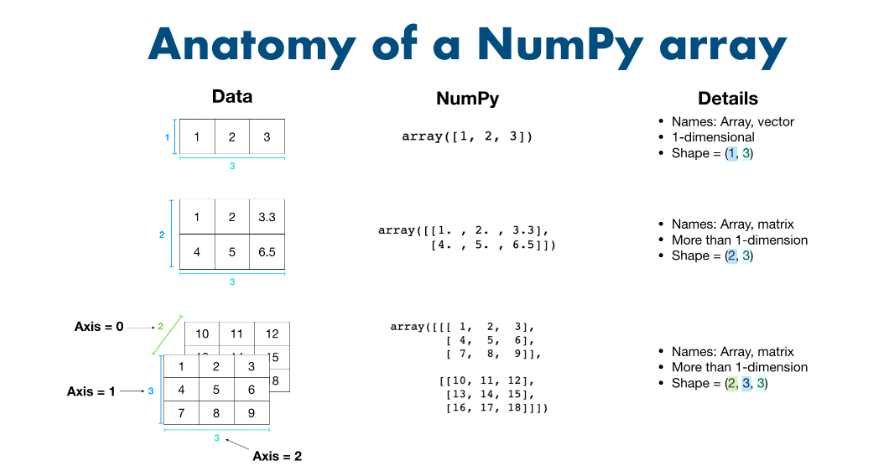 Anatomy of a NumPy array
Data
NumPy
Details
1
1 2 3
3
array([1, 2, 3])
• Names: Array, vector
• 1-dimensional
• Shape = (1, 3)
2
1 2 3.3
4 5 6.5
3
array([[1. , 2. , 3.3],
[4. , 5. , 6.5]])
• Names: Array, matrix
• More than 1-dimension
• Shape = (2, 3)
Axis = 0
2
10 11 12
15
8
Axis = 1
3
1 2 3
4 5 6
7 8 9
3
Axis = 2
array([[[ 1, 2, 3],
[ 4, 5, 6],
[ 7, 8, 9]],
[[10, 11, 12],
[13, 14, 15],
[16, 17, 18]]])
• Names: Array, matrix
• More than 1-dimension
• Shape = (2, 3, 3)